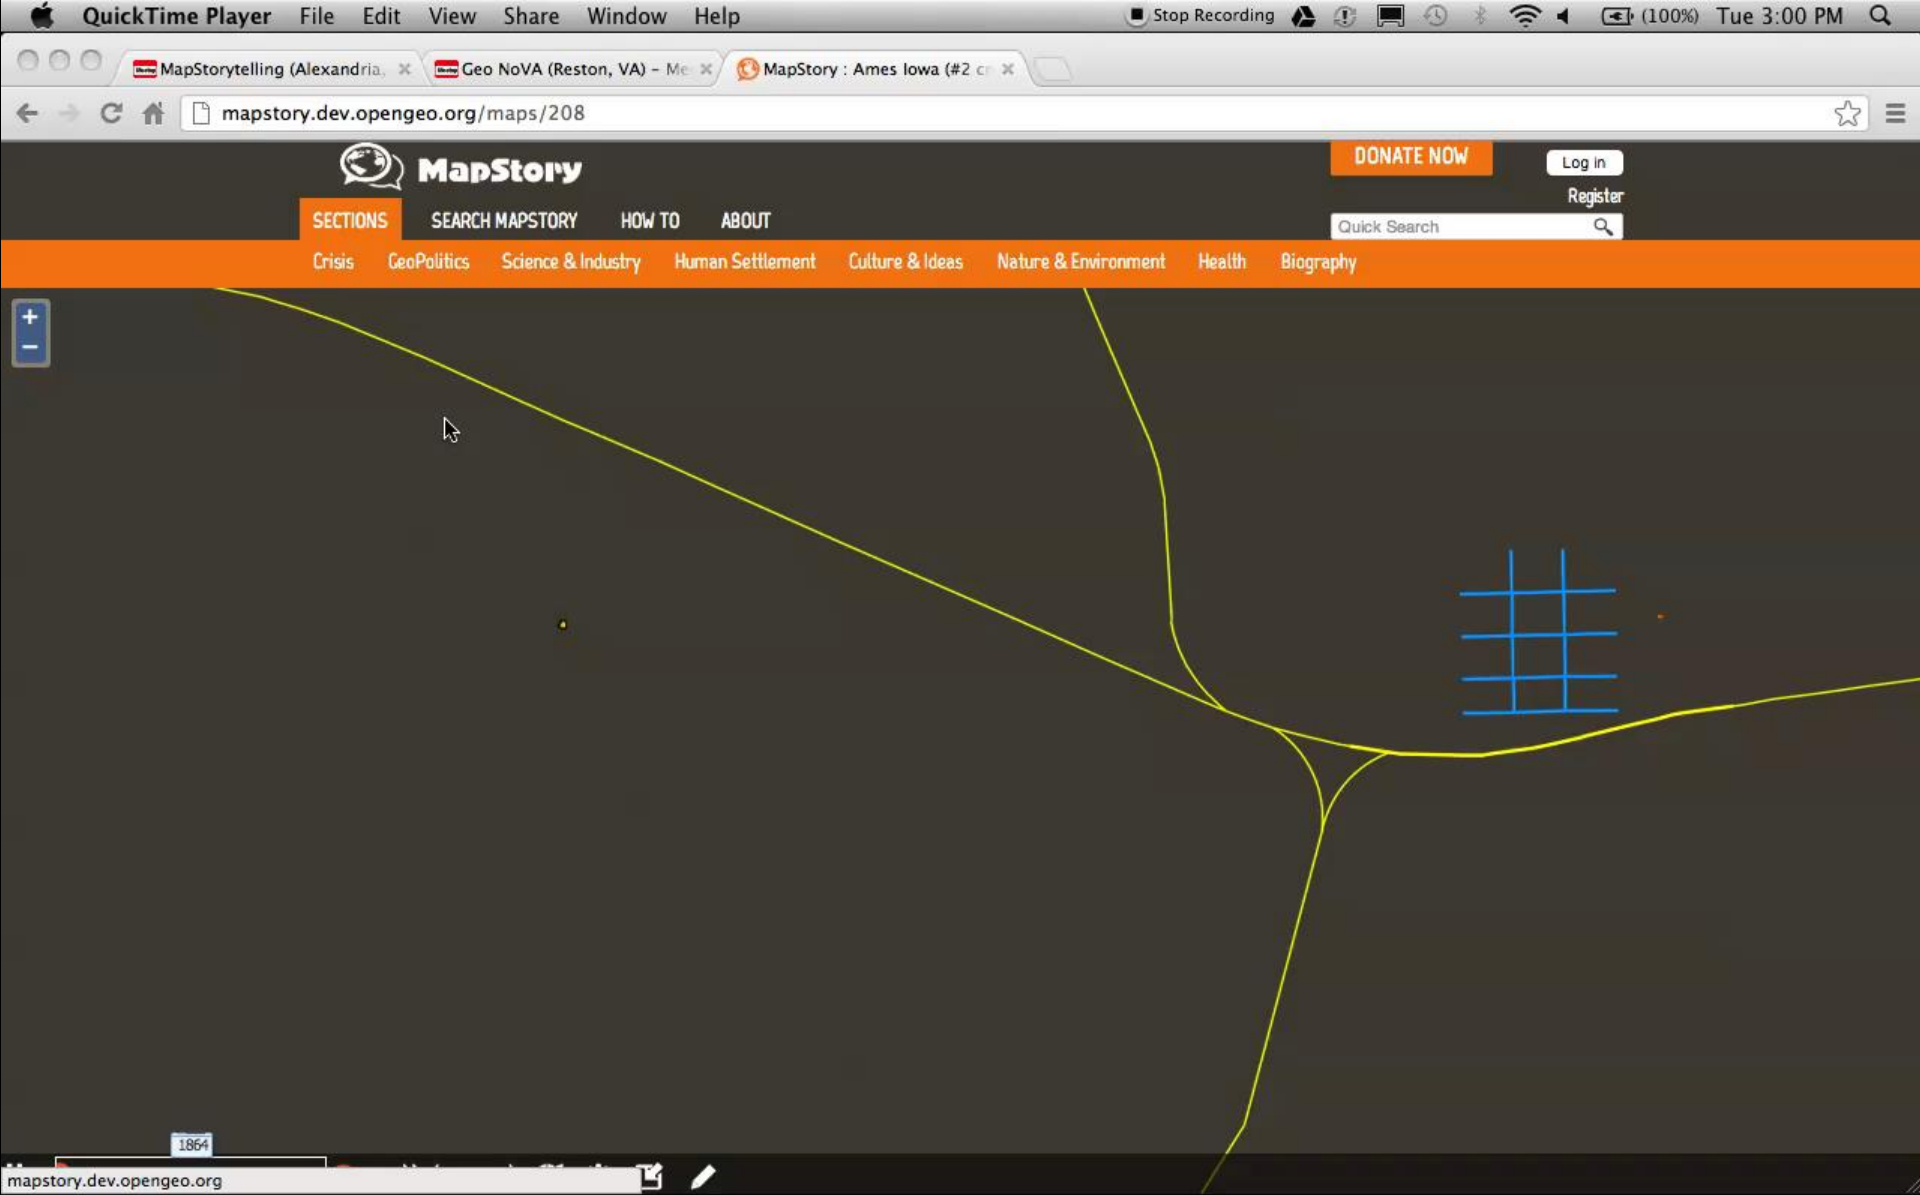 QuickTime Player File Edit View Share Window Help Stop Recording (100%) Tue 3:00 PM
MapStorytelling (Alexandria, Geo NoVA (Reston, VA) – Me MapStory : Ames Iowa (#2 cr
mapstory.dev.opengeo.org/maps/208
MapStory
DONATE NOW
Log in
Register
SECTIONS SEARCH MAPSTORY HOW TO ABOUT
Quick Search
Crisis GeoPolitics Science & Industry Human Settlement Culture & Ideas Nature & Environment Health Biography
+
−
1864
mapstory.dev.opengeo.org